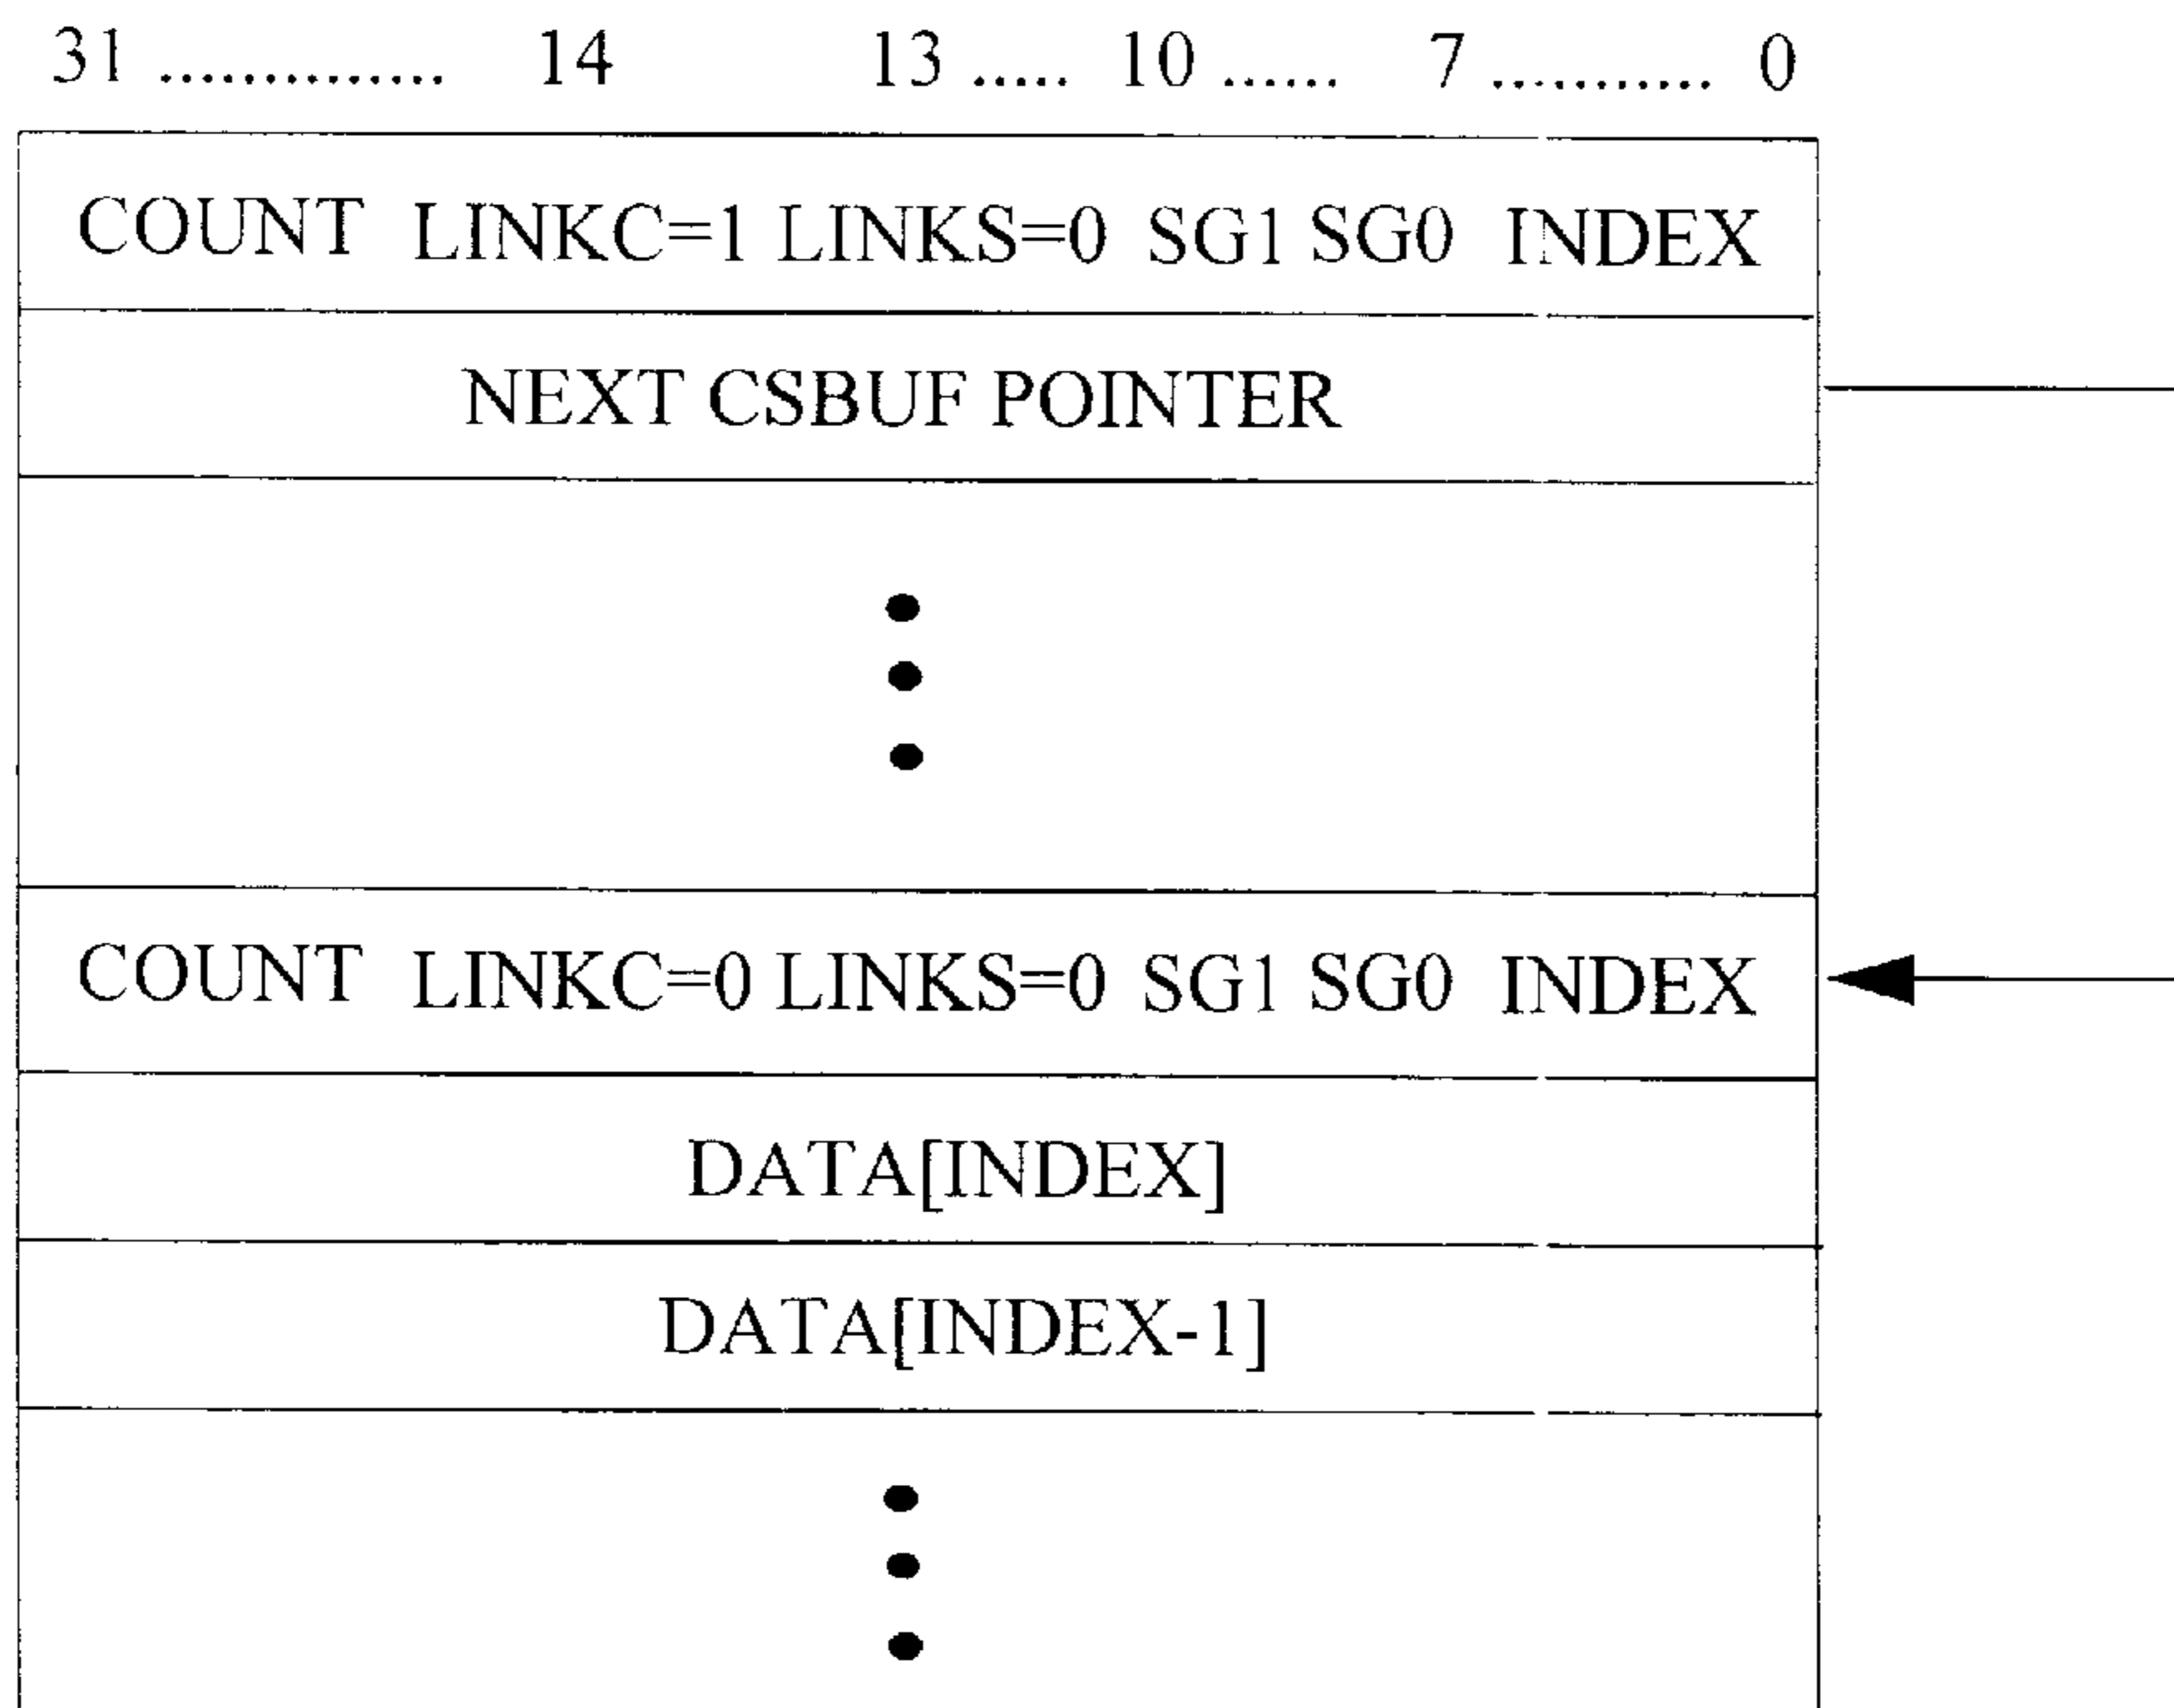 31 .............. 14 13 ..... 10 ...... 7 ........... 0
COUNT LINKC=1 LINKS=0 SG1 SG0 INDEX
NEXT CSBUF POINTER
COUNT LINKC=0 LINKS=0 SG1 SG0 INDEX
DATA[INDEX]
DATA[INDEX-1]